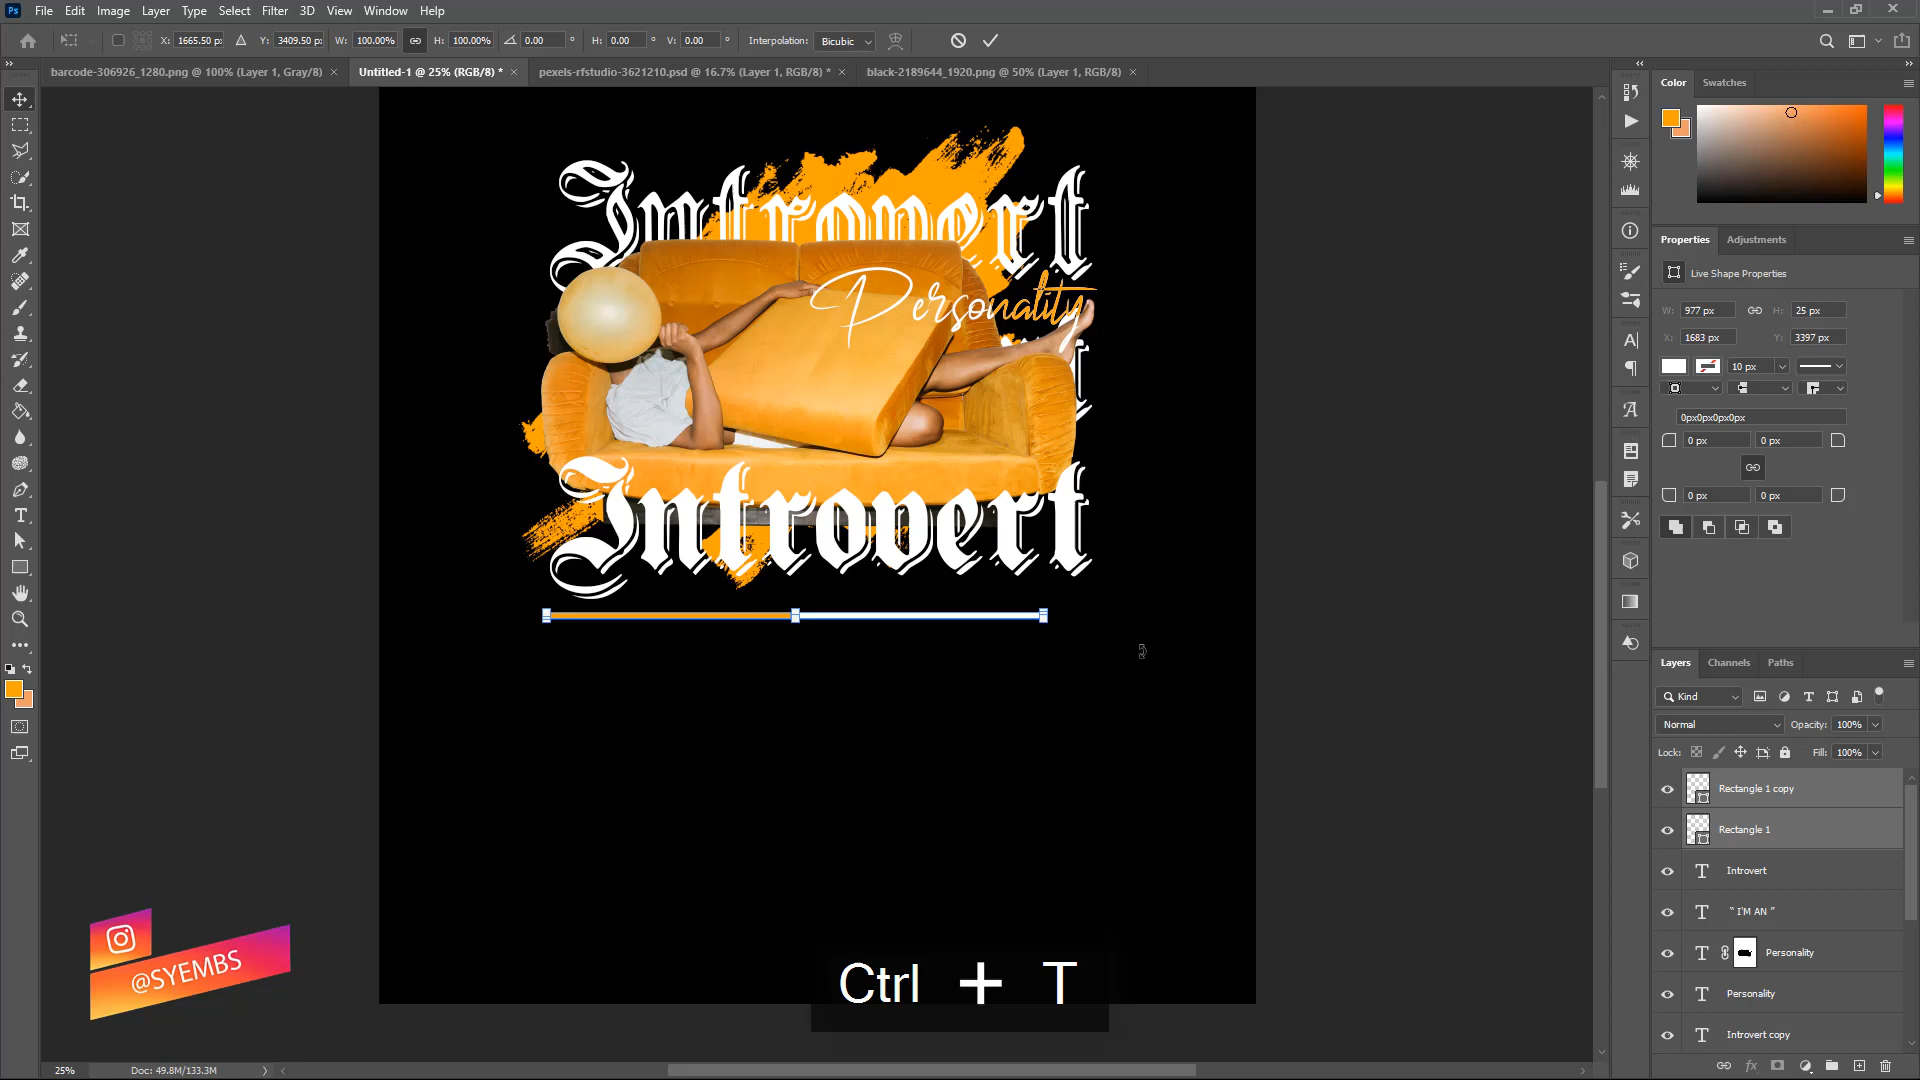 Ps File Edit Image Layer Type Select Filter 3D View Window Help
X: 1665.50 px Y: 3409.50 px W: 100.00% H: 100.00% 0.00 ° H: 0.00 ° V: 0.00 ° Interpolation: Bicubic
barcode-306926_1280.png @ 100% (Layer 1, Gray/8) × Untitled-1 @ 25% (RGB/8) * × pexels-rfstudio-3621210.psd @ 16.7% (Layer 1, RGB/8) * × black-2189644_1920.png @ 50% (Layer 1, RGB/8) ×
Color Swatches
Properties Adjustments
Live Shape Properties
W: 977 px H: 25 px
X: 1683 px Y: 3397 px
10 px
0px0px0px0px
0 px 0 px
0 px 0 px
Introvert
Personality
Introvert
Layers Channels Paths
Kind
Normal Opacity: 100%
Lock: Fill: 100%
Rectangle 1 copy
Rectangle 1
Introvert
“ I'M AN ”
Personality
Personality
Introvert copy
@SYEMBS
Ctrl + T
25% Doc: 49.8M/133.3M